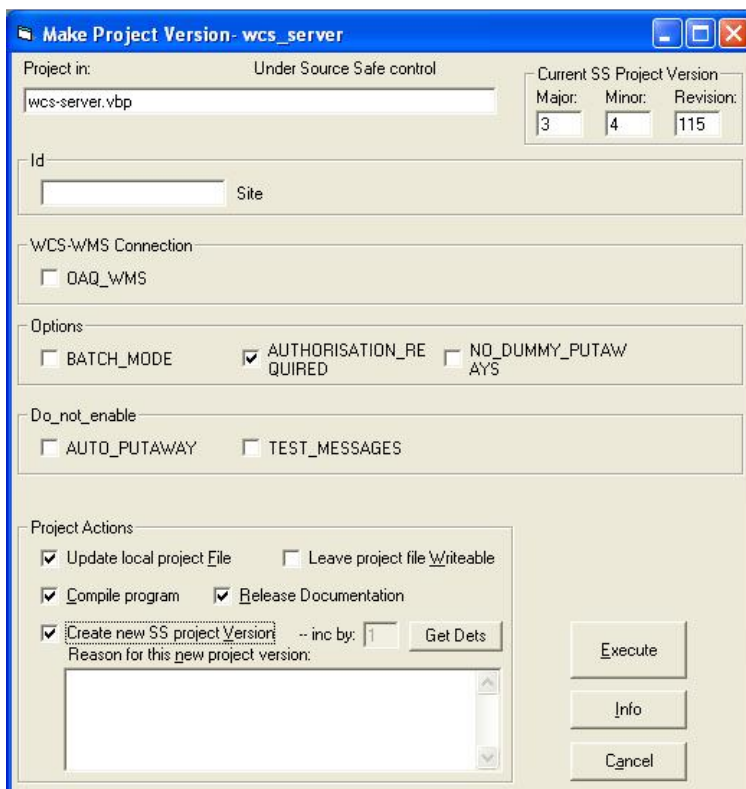 Make Project Version- wcs_server
Project in: Under Source Safe control
wcs-server.vbp
Current SS Project Version
Major: Minor: Revision:
3 4 115
Id
Site
WCS-WMS Connection
OAQ_WMS
Options
BATCH_MODE
AUTHORISATION_RE
QUIRED
NO_DUMMY_PUTAW
AYS
Do_not_enable
AUTO_PUTAWAY TEST_MESSAGES
Project Actions
Update local project File Leave project file Writeable
Compile program Release Documentation
Create new SS project Version -- inc by: 1 Get Dets
Reason for this new project version:
Execute
Info
Cancel